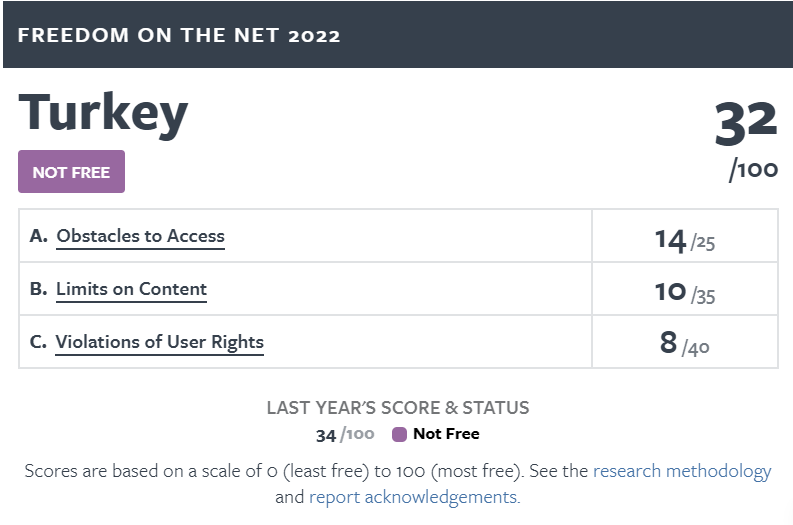 FREEDOM ON THE NET 2022
Turkey
32
/100
NOT FREE
A. Obstacles to Access 14 /25
B. Limits on Content 10 /35
C. Violations of User Rights 8 /40
LAST YEAR'S SCORE & STATUS
34 /100 Not Free
Scores are based on a scale of 0 (least free) to 100 (most free). See the research methodology
and report acknowledgements.